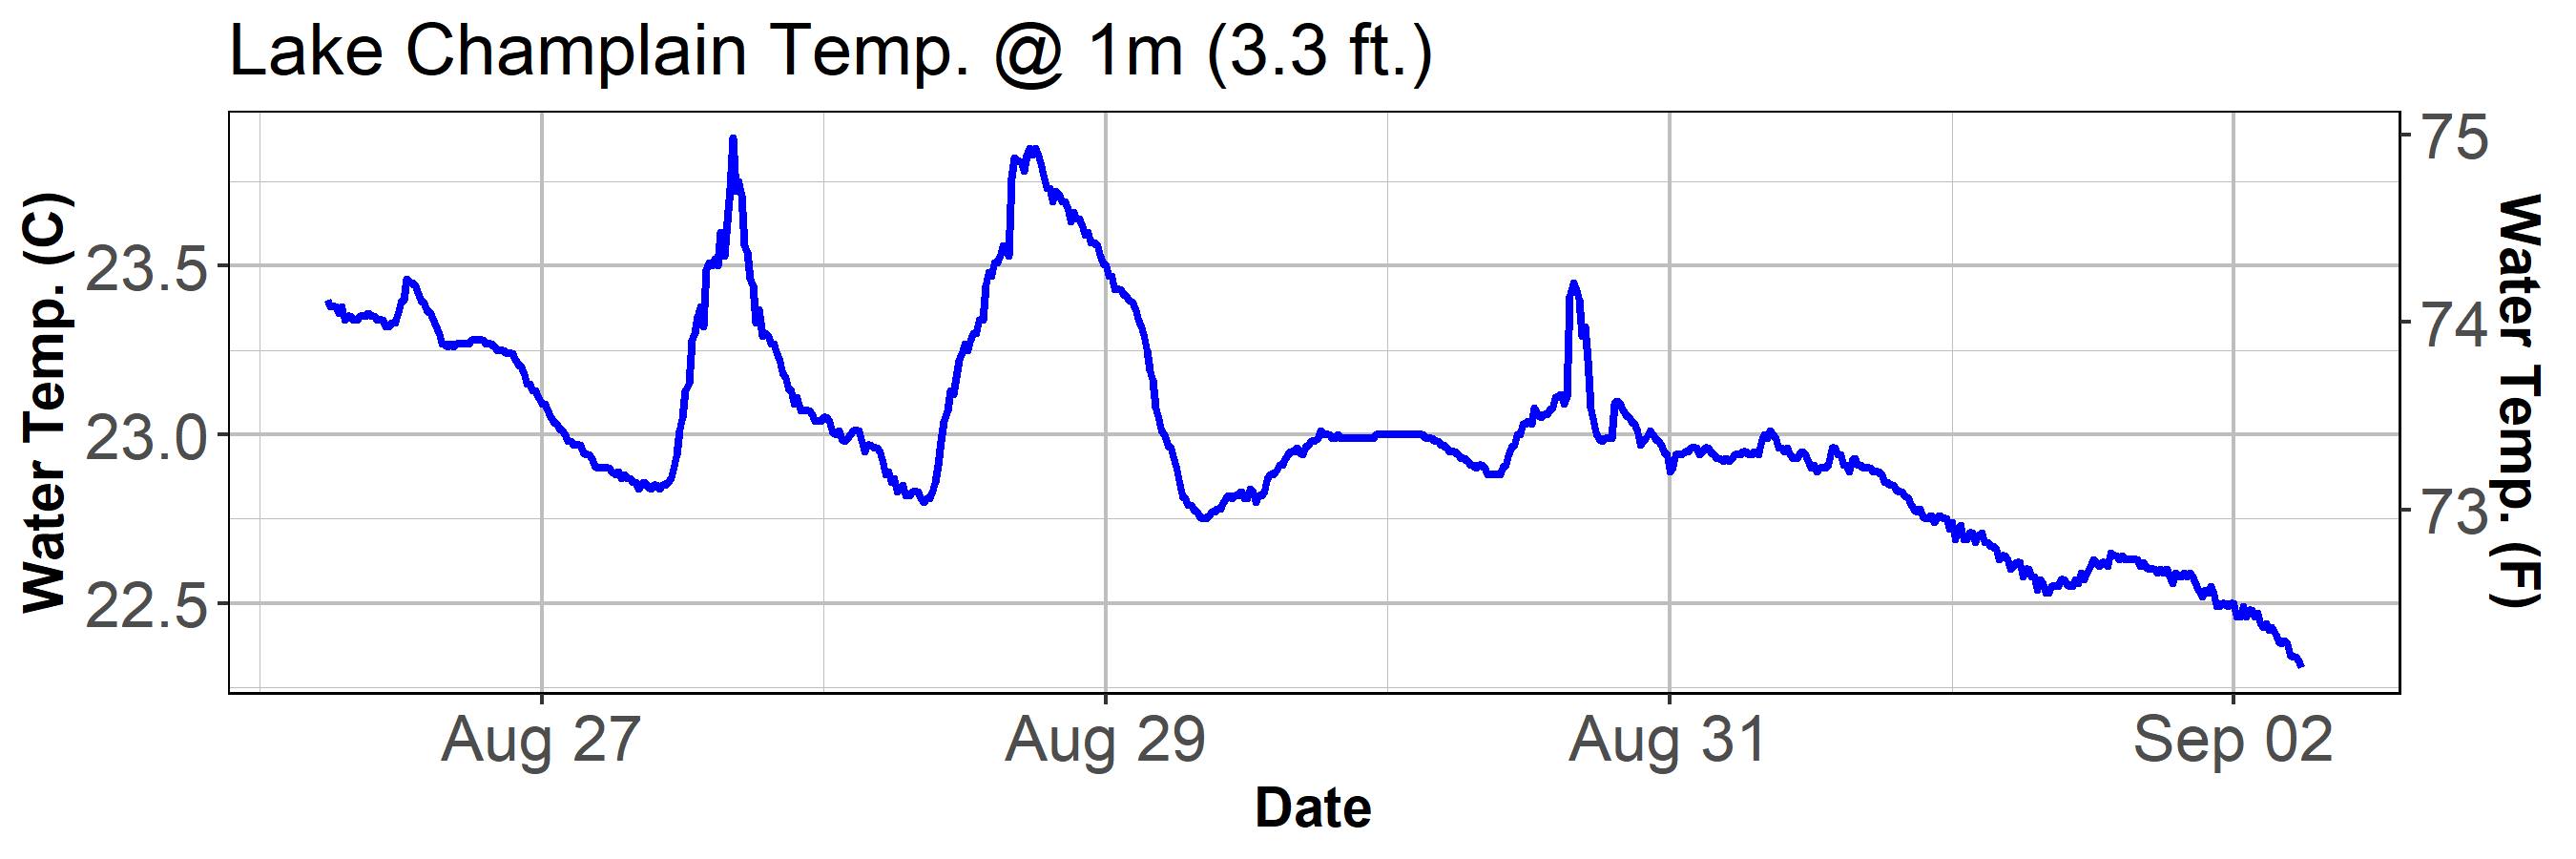 Lake Champlain Temp. @ 1m (3.3 ft.)
Water Temp. (C)
23.5
23.0
22.5
75
74
73
Water Temp. (F)
Aug 27
Aug 29
Aug 31
Sep 02
Date